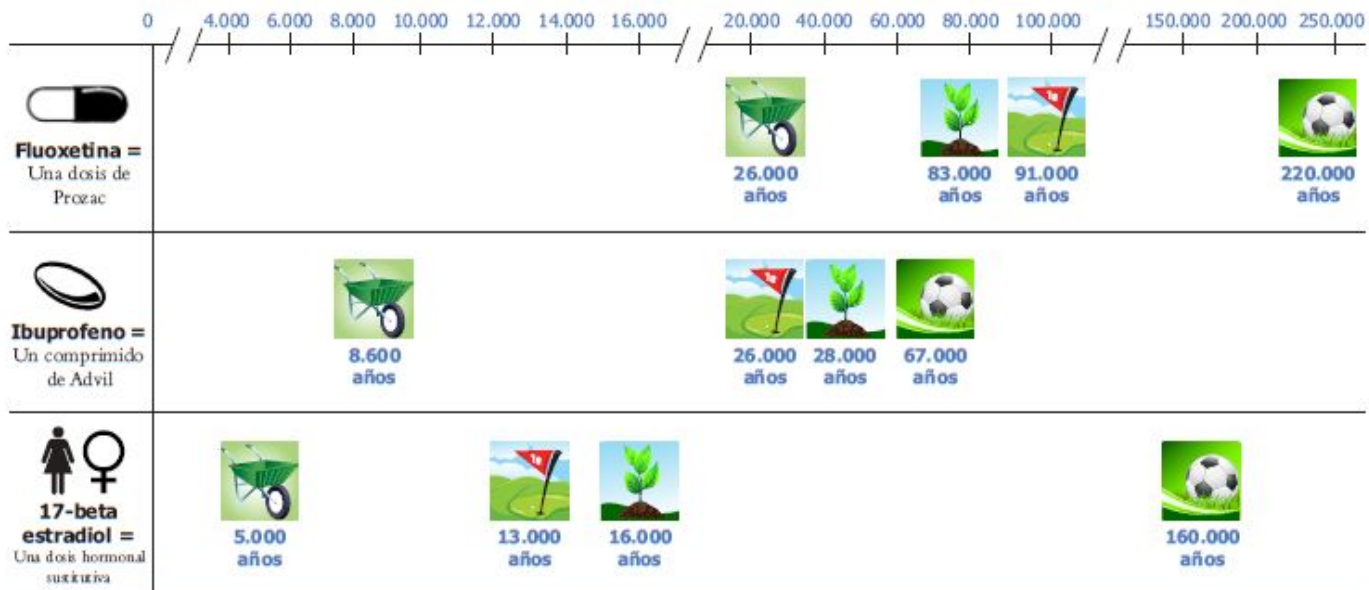 0 4.000 6.000 8.000 10.000 12.000 14.000 16.000 20.000 40.000 60.000 80.000 100.000 150.000 200.000 250.000
Fluoxetina =
Una dosis de
Prozac
26.000
años
83.000
años
91.000
años
220.000
años
Ibuprofeno =
Un comprimido
de Advil
8.600
años
26.000
años
28.000
años
67.000
años
17-beta
estradiol =
Una dosis hormonal
sustitutiva
5.000
años
13.000
años
16.000
años
160.000
años